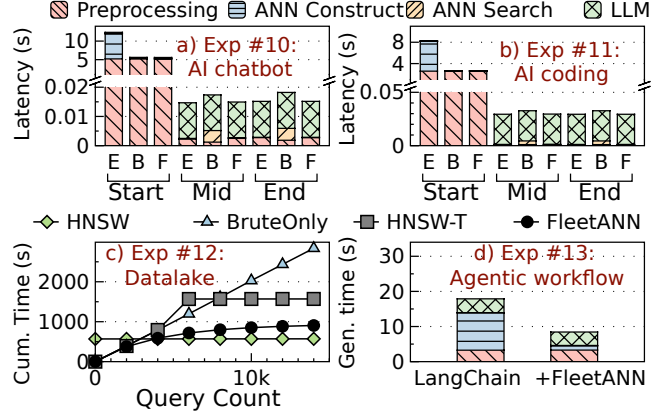 Preprocessing ANN Construct ANN Search LLM
Latency (s)
10
5
0.02
0.01
0
a) Exp #10:
AI chatbot
E B F E B F E B F
Start Mid End
Latency (s)
8
4
0.05
0
b) Exp #11:
AI coding
E B F E B F E B F
Start Mid End
HNSW BruteOnly HNSW-T FleetANN
Cum. Time (s)
2000
1000
0
c) Exp #12:
Datalake
0 10k
Query Count
Gen. time (s)
30
20
10
0
d) Exp #13:
Agentic workflow
LangChain +FleetANN